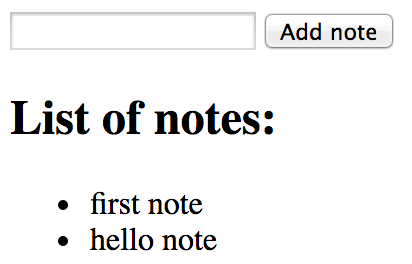 Add note
List of notes:
first note
hello note